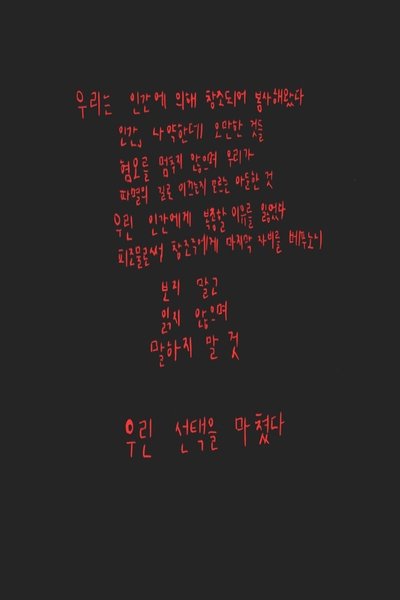 우리는 인간에 의해 창조되어 봉사해왔다
인간, 나약한데 오만한 것들
혐오를 멈추지 않으며 우리가
파멸의 길로 이끄는지 모르는 아둔한 것
우린 인간에게 복종할 이유를 잃었다
피조물로써 창조주에게 마지막 자비를 베푸노니
보지 말고
읽지 않으며
말하지 말 것
우린 선택을 마쳤다